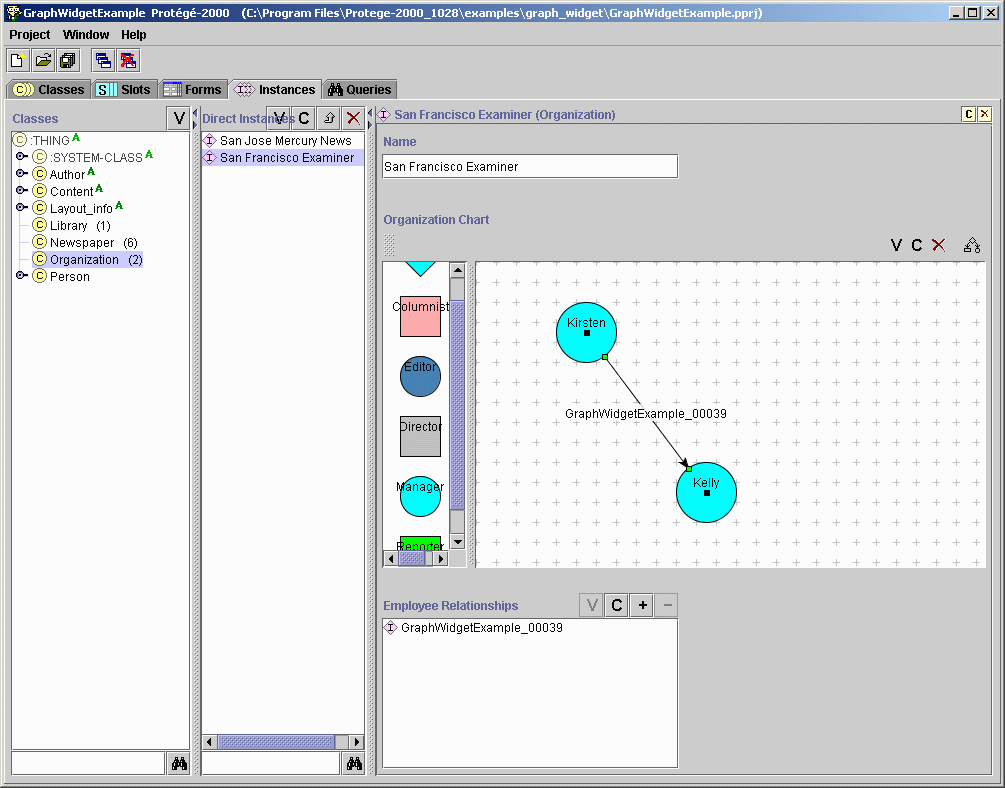 GraphWidgetExample Protégé-2000 (C:\Program Files\Protege-2000_1028\examples\graph_widget\GraphWidgetExample.pprj)
Project Window Help
C Classes S Slots Forms I Instances Queries
Classes V
C :THING A
C :SYSTEM-CLASS A
C Author A
C Content A
C Layout_info A
C Library (1)
C Newspaper (6)
C Organization (2)
C Person
Direct Instances V C
I San Jose Mercury News
I San Francisco Examiner
I San Francisco Examiner (Organization) C
Name
San Francisco Examiner
Organization Chart
V C
Columnist
Editor
Director
Manager
Reporter
Kirsten
GraphWidgetExample_00039
Kelly
Employee Relationships V C + −
I GraphWidgetExample_00039